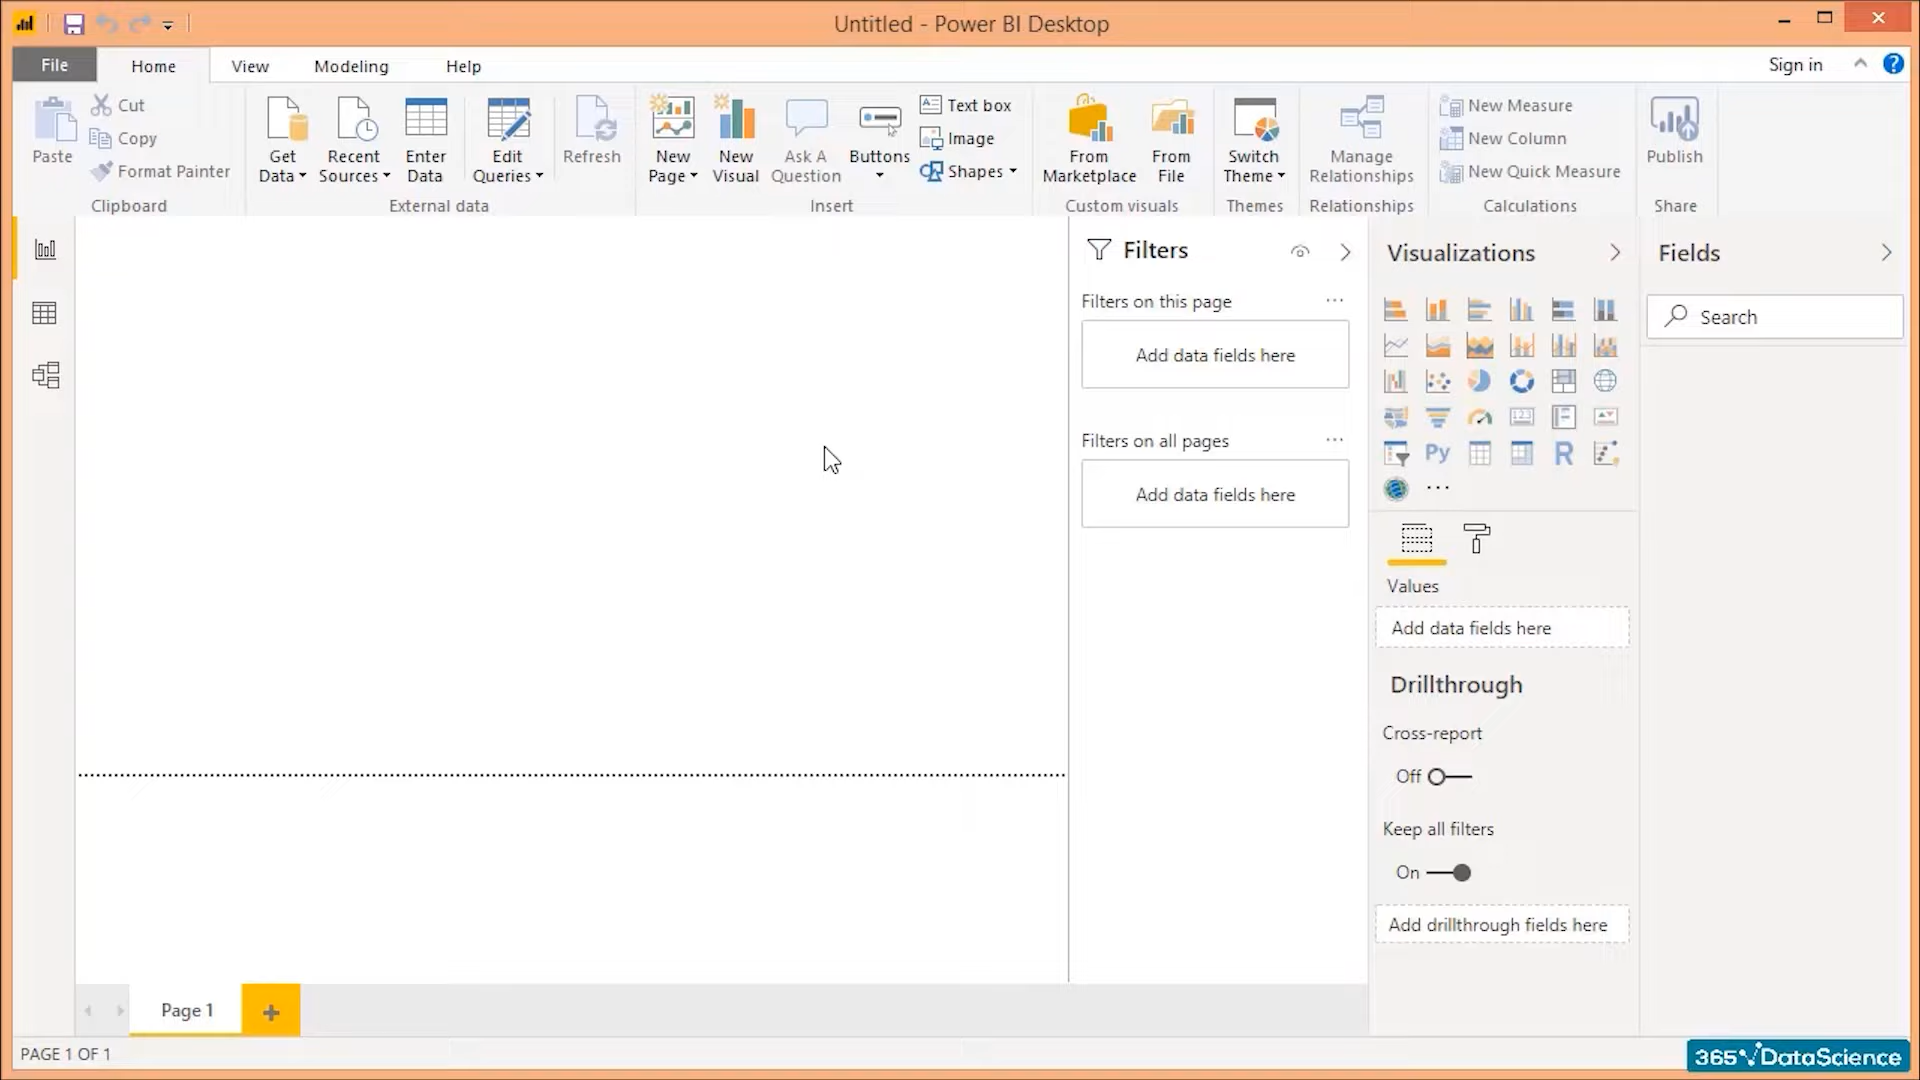 Untitled - Power BI Desktop
File Home View Modeling Help Sign in ?
Paste
Cut
Copy
Format Painter
Clipboard
Get Data
Recent Sources
Enter Data
Edit Queries
Refresh
External data
New Page
New Visual
Ask A Question
Buttons
Text box
Image
Shapes
Insert
From Marketplace
From File
Custom visuals
Switch Theme
Themes
Manage Relationships
Relationships
New Measure
New Column
New Quick Measure
Calculations
Publish
Share
Filters
Filters on this page
Add data fields here
Filters on all pages
Add data fields here
Visualizations
123
Py
R
Values
Add data fields here
Drillthrough
Cross-report
Off
Keep all filters
On
Add drillthrough fields here
Fields
Search
Page 1
PAGE 1 OF 1
365 DataScience